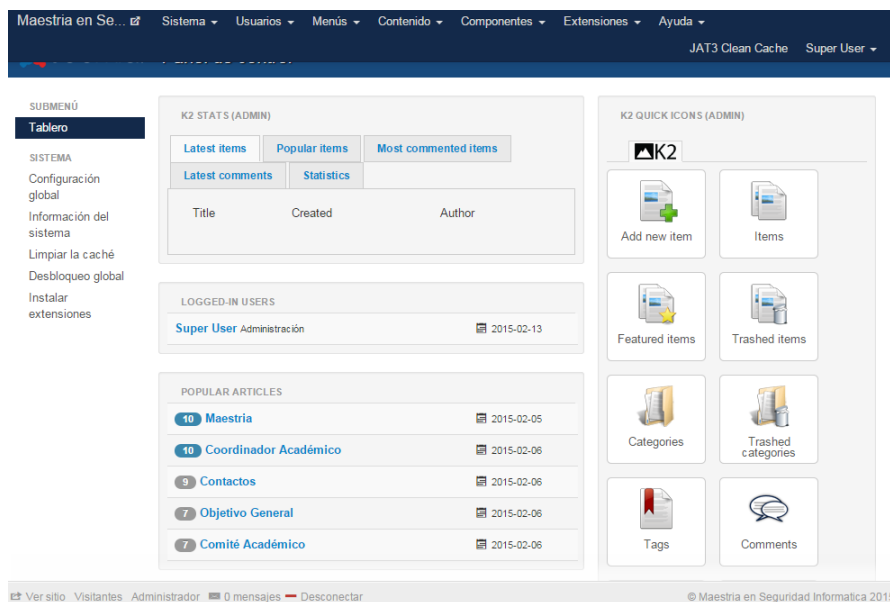 Maestria en Se...
Sistema
Usuarios
Menús
Contenido
Componentes
Extensiones
Ayuda
JAT3 Clean Cache
Super User
SUBMENÚ
Tablero
SISTEMA
Configuración
global
Información del
sistema
Limpiar la caché
Desbloqueo global
Instalar
extensiones
K2 STATS (ADMIN)
Latest items
Popular items
Most commented items
Latest comments
Statistics
Title
Created
Author
LOGGED-IN USERS
Super User Administración
2015-02-13
POPULAR ARTICLES
10 Maestria
2015-02-05
10 Coordinador Académico
2015-02-06
9 Contactos
2015-02-06
7 Objetivo General
2015-02-06
7 Comité Académico
2015-02-06
K2 QUICK ICONS (ADMIN)
K2
Add new item
Items
Featured items
Trashed items
Categories
Trashed
categories
Tags
Comments
Ver sitio
Visitantes
Administrador
0 mensajes
Desconectar
© Maestria en Seguridad Informatica